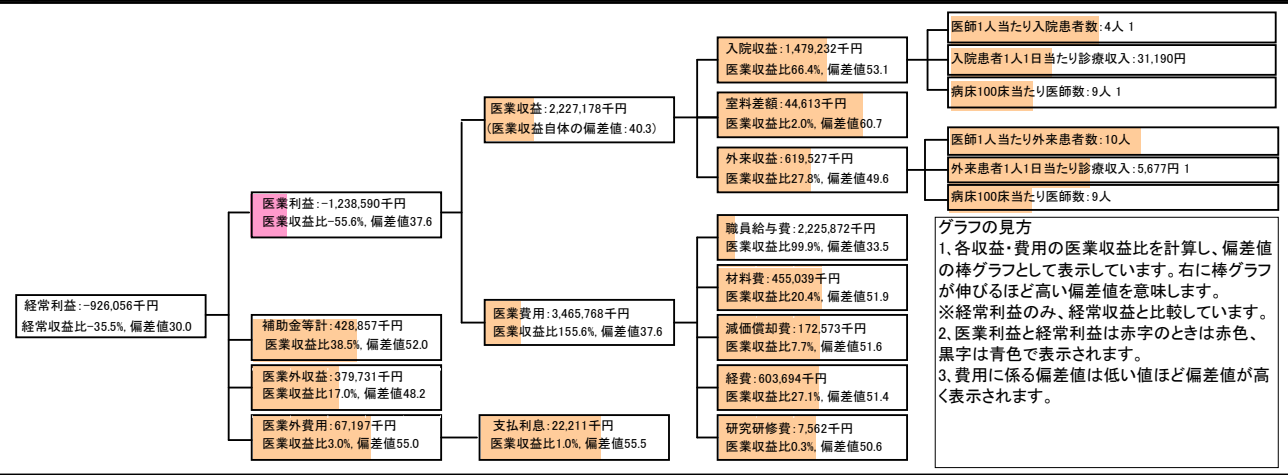 経常利益:-926,056千円
経常収益比-35.5%, 偏差値30.0
医業利益:-1,238,590千円
医業収益比-55.6%, 偏差値37.6
補助金等計:428,857千円
医業収益比38.5%, 偏差値52.0
医業外収益:379,731千円
医業収益比17.0%, 偏差値48.2
医業外費用:67,197千円
医業収益比3.0%, 偏差値55.0
医業収益:2,227,178千円
(医業収益自体の偏差値:40.3)
医業費用:3,465,768千円
医業収益比155.6%, 偏差値37.6
支払利息:22,211千円
医業収益比1.0%, 偏差値55.5
入院収益:1,479,232千円
医業収益比66.4%, 偏差値53.1
室料差額:44,613千円
医業収益比2.0%, 偏差値60.7
外来収益:619,527千円
医業収益比27.8%, 偏差値49.6
職員給与費:2,225,872千円
医業収益比99.9%, 偏差値33.5
材料費:455,039千円
医業収益比20.4%, 偏差値51.9
減価償却費:172,573千円
医業収益比7.7%, 偏差値51.6
経費:603,694千円
医業収益比27.1%, 偏差値51.4
研究研修費:7,562千円
医業収益比0.3%, 偏差値50.6
医師1人当たり入院患者数:4人 1
入院患者1人1日当たり診療収入:31,190円
病床100床当たり医師数:9人 1
医師1人当たり外来患者数:10人
外来患者1人1日当たり診療収入:5,677円 1
病床100床当たり医師数:9人
グラフの見方
1、各収益・費用の医業収益比を計算し、偏差値
の棒グラフとして表示しています。右に棒グラフ
が伸びるほど高い偏差値を意味します。
※経常利益のみ、経常収益と比較しています。
2、医業利益と経常利益は赤字のときは赤色、
黒字は青色で表示されます。
3、費用に係る偏差値は低い値ほど偏差値が高
く表示されます。